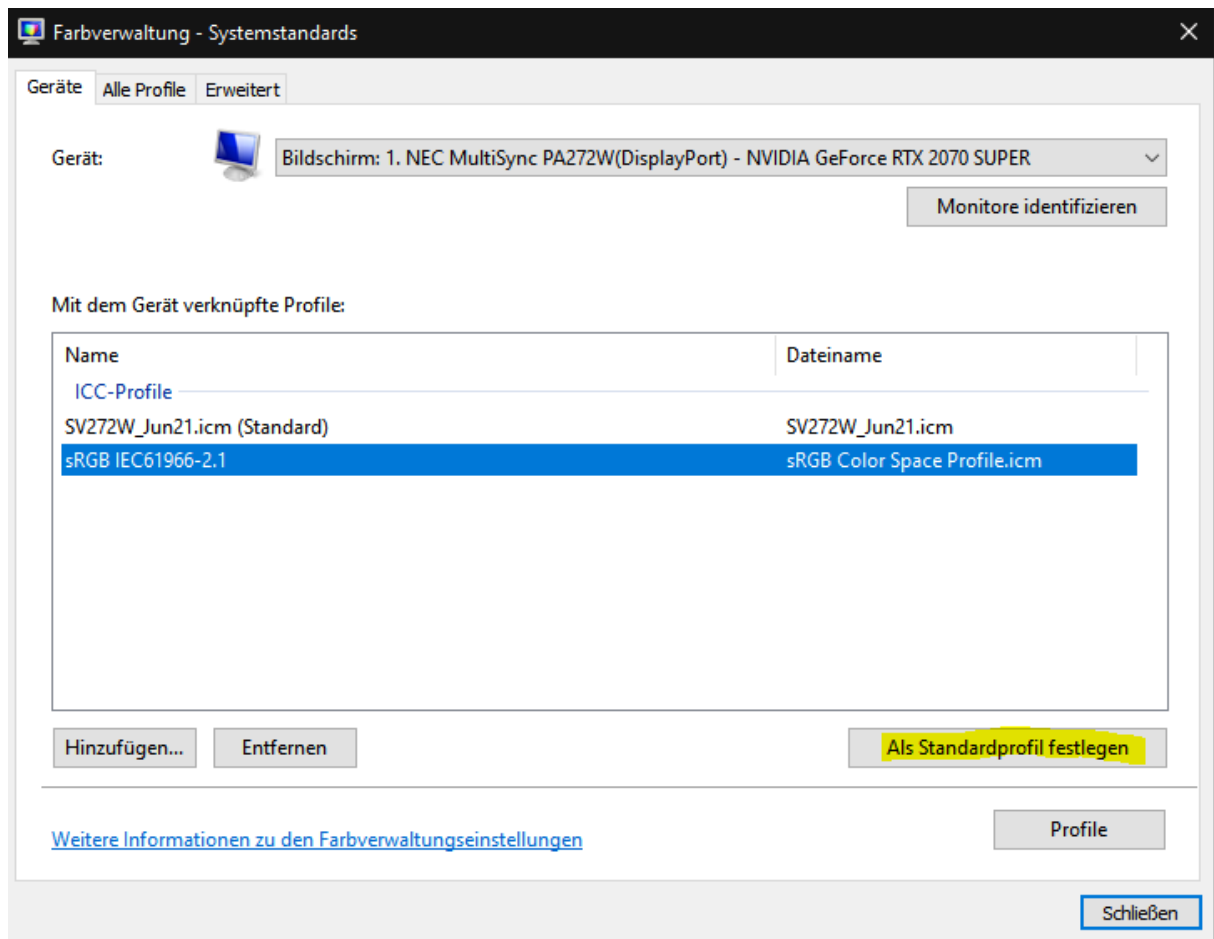 Farbverwaltung - Systemstandards
Geräte Alle Profile Erweitert
Gerät: Bildschirm: 1. NEC MultiSync PA272W(DisplayPort) - NVIDIA GeForce RTX 2070 SUPER
Monitore identifizieren
Mit dem Gerät verknüpfte Profile:
Name Dateiname
ICC-Profile
SV272W_Jun21.icm (Standard) SV272W_Jun21.icm
sRGB IEC61966-2.1 sRGB Color Space Profile.icm
Hinzufügen... Entfernen Als Standardprofil festlegen
Weitere Informationen zu den Farbverwaltungseinstellungen Profile
Schließen